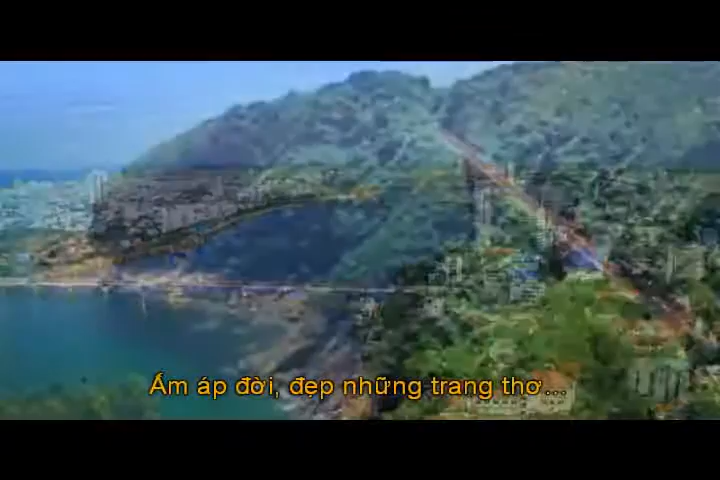 Ấm áp đời, đẹp những trang thơ...